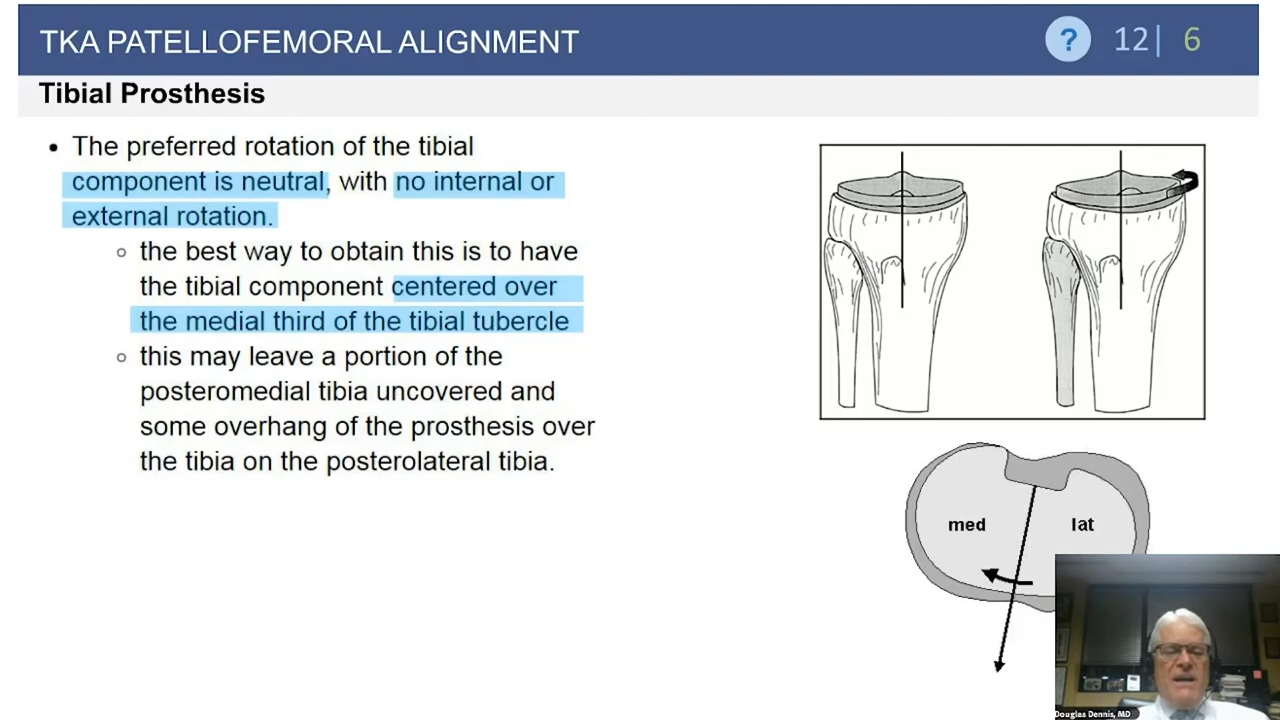 TKA PATELLOFEMORAL ALIGNMENT
? 12| 6
Tibial Prosthesis
• The preferred rotation of the tibial
component is neutral, with no internal or
external rotation.
○ the best way to obtain this is to have
the tibial component centered over
the medial third of the tibial tubercle
○ this may leave a portion of the
posteromedial tibia uncovered and
some overhang of the prosthesis over
the tibia on the posterolateral tibia.
med
lat
Douglas Dennis, MD